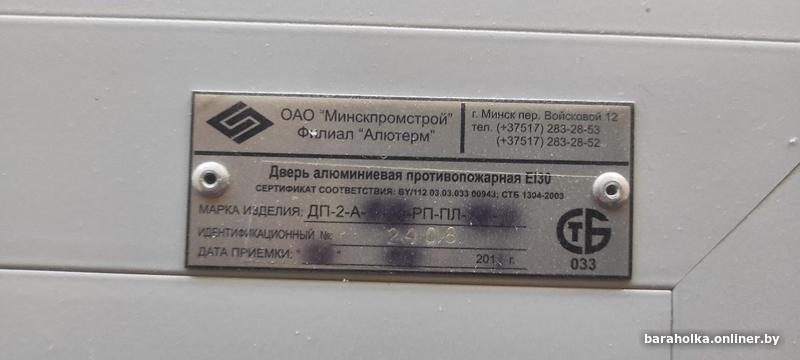 ОАО "Минскпромстрой"
Филиал "Алютерм"
г. Минск пер. Войсковой 12
тел. (+37517) 283-28-53
(+37517) 283-28-52
Дверь алюминиевая противопожарная EI30
СЕРТИФИКАТ СООТВЕТСТВИЯ: BY/112 03.03.033 00943; СТБ 1304-2003
МАРКА ИЗДЕЛИЯ: ДП-2-А- -РП-ПЛ-
ИДЕНТИФИКАЦИОННЫЙ №: 2408
ДАТА ПРИЕМКИ: " 201 г.
СТБ
033
baraholka.onliner.by